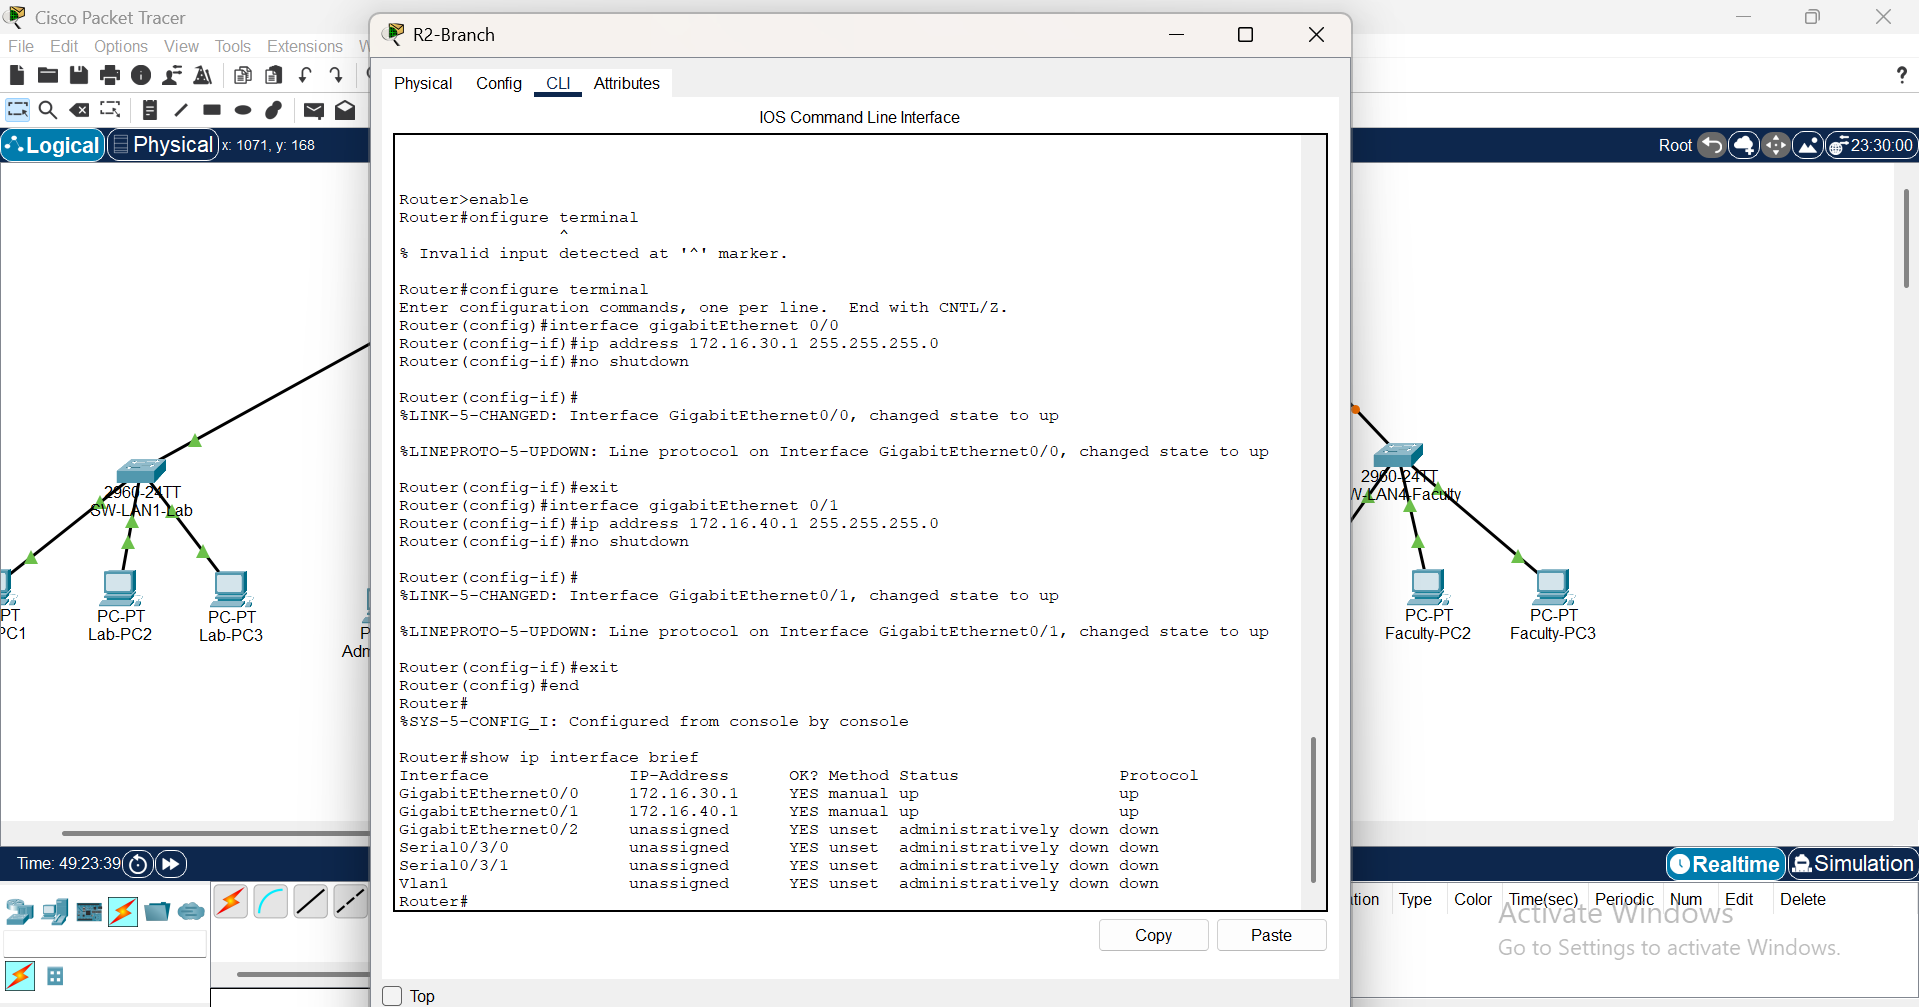 Cisco Packet Tracer
File Edit Options View Tools Extensions W
Logical Physical x: 1071, y: 168
2960-24TT
SW-LAN1-Lab
PT
PC1
PC-PT
Lab-PC2
PC-PT
Lab-PC3
P
Adm
Time: 49:23:39
R2-Branch
Physical Config CLI Attributes
IOS Command Line Interface
Router>enable
Router#onfigure terminal
^
% Invalid input detected at '^' marker.
Router#configure terminal
Enter configuration commands, one per line.  End with CNTL/Z.
Router(config)#interface gigabitEthernet 0/0
Router(config-if)#ip address 172.16.30.1 255.255.255.0
Router(config-if)#no shutdown
Router(config-if)#
%LINK-5-CHANGED: Interface GigabitEthernet0/0, changed state to up
%LINEPROTO-5-UPDOWN: Line protocol on Interface GigabitEthernet0/0, changed state to up
Router(config-if)#exit
Router(config)#interface gigabitEthernet 0/1
Router(config-if)#ip address 172.16.40.1 255.255.255.0
Router(config-if)#no shutdown
Router(config-if)#
%LINK-5-CHANGED: Interface GigabitEthernet0/1, changed state to up
%LINEPROTO-5-UPDOWN: Line protocol on Interface GigabitEthernet0/1, changed state to up
Router(config-if)#exit
Router(config)#end
Router#
%SYS-5-CONFIG_I: Configured from console by console
Router#show ip interface brief
Interface IP-Address OK? Method Status Protocol
GigabitEthernet0/0 172.16.30.1 YES manual up up
GigabitEthernet0/1 172.16.40.1 YES manual up up
GigabitEthernet0/2 unassigned YES unset administratively down down
Serial0/3/0 unassigned YES unset administratively down down
Serial0/3/1 unassigned YES unset administratively down down
Vlan1 unassigned YES unset administratively down down
Router#
Copy Paste
Top
?
Root 23:30:00
2960-24TT
W-LAN4-Faculty
PC-PT
Faculty-PC2
PC-PT
Faculty-PC3
Realtime Simulation
tion Type Color Time(sec) Periodic Num Edit Delete
Activate Windows
Go to Settings to activate Windows.